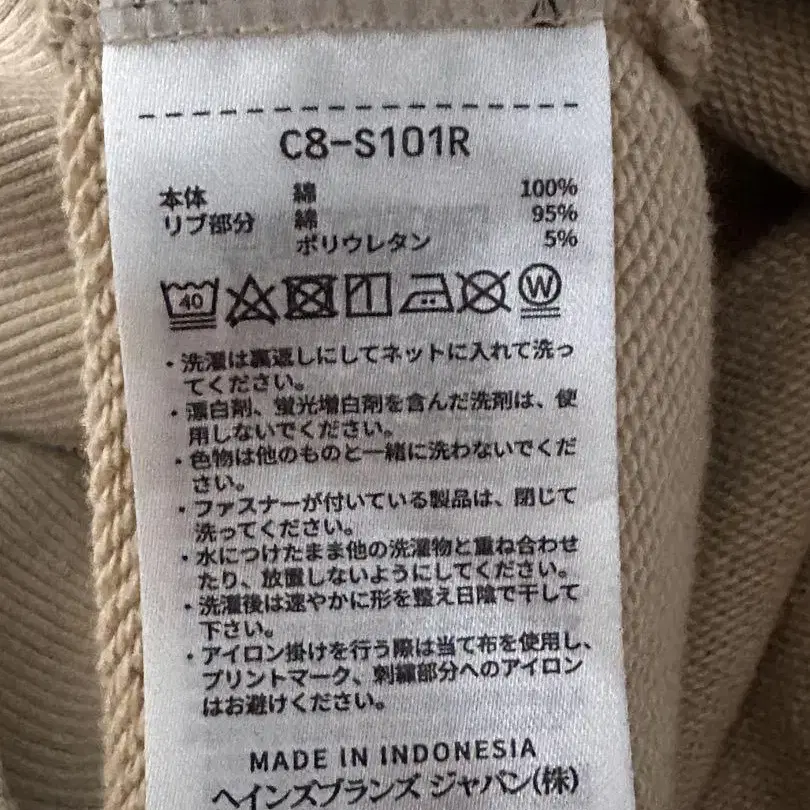 C8-S101R
本体 綿 100%
リブ部分 綿 95%
ポリウレタン 5%
40 W
・洗濯は裏返しにしてネットに入れて洗っ
てください。
・漂白剤、蛍光増白剤を含んだ洗剤は、使
用しないでください。
・色物は他のものと一緒に洗わないでくだ
さい。
・ファスナーが付いている製品は、閉じて
洗ってください。
・水につけたまま他の洗濯物と重ね合わせ
たり、放置しないようにしてください。
・洗濯後は速やかに形を整え日陰で干して
下さい。
・アイロン掛けを行う際は当て布を使用し、
プリントマーク、刺繍部分へのアイロン
はお避けください。
MADE IN INDONESIA
ヘインズブランズ ジャパン(株)